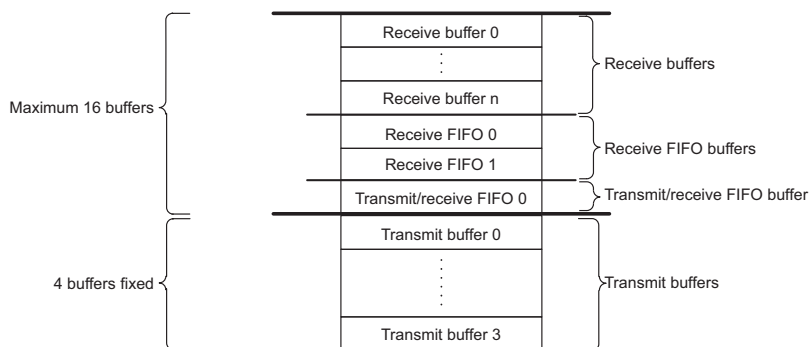 Receive buffer 0
Receive buffers
Receive buffer n
Maximum 16 buffers
Receive FIFO 0
Receive FIFO buffers
Receive FIFO 1
Transmit/receive FIFO 0
Transmit/receive FIFO buffer
Transmit buffer 0
4 buffers fixed
Transmit buffers
Transmit buffer 3